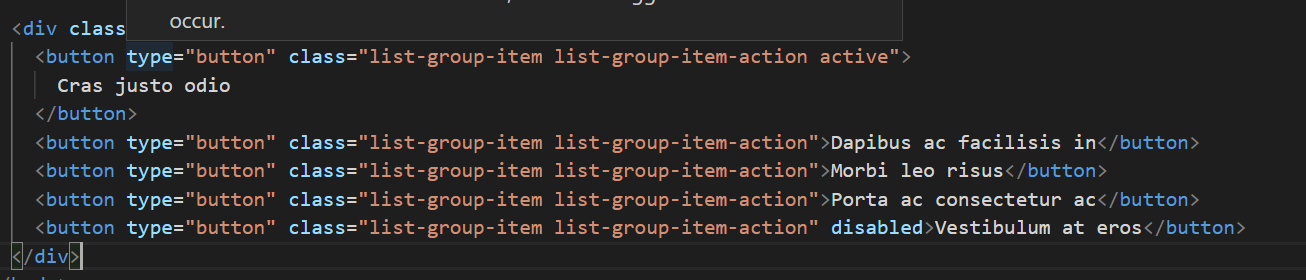 occur.
<div class
<button type="button" class="list-group-item list-group-item-action active">
Cras justo odio
</button>
<button type="button" class="list-group-item list-group-item-action">Dapibus ac facilisis in</button>
<button type="button" class="list-group-item list-group-item-action">Morbi leo risus</button>
<button type="button" class="list-group-item list-group-item-action">Porta ac consectetur ac</button>
<button type="button" class="list-group-item list-group-item-action" disabled>Vestibulum at eros</button>
</div>